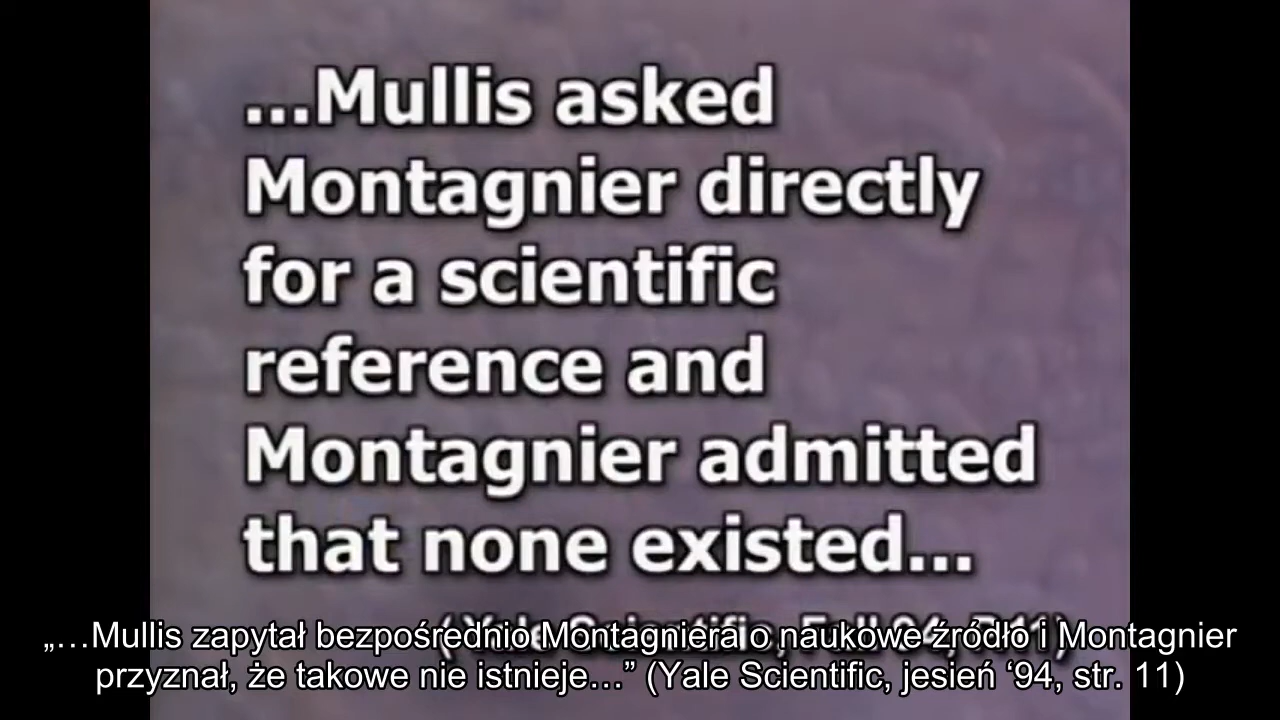 ...Mullis asked
Montagnier directly
for a scientific
reference and
Montagnier admitted
that none existed...
„…Mullis zapytał bezpośrednio Montagniera o naukowe źródło i Montagnier
przyznał, że takowe nie istnieje…” (Yale Scientific, jesień ‘94, str. 11)